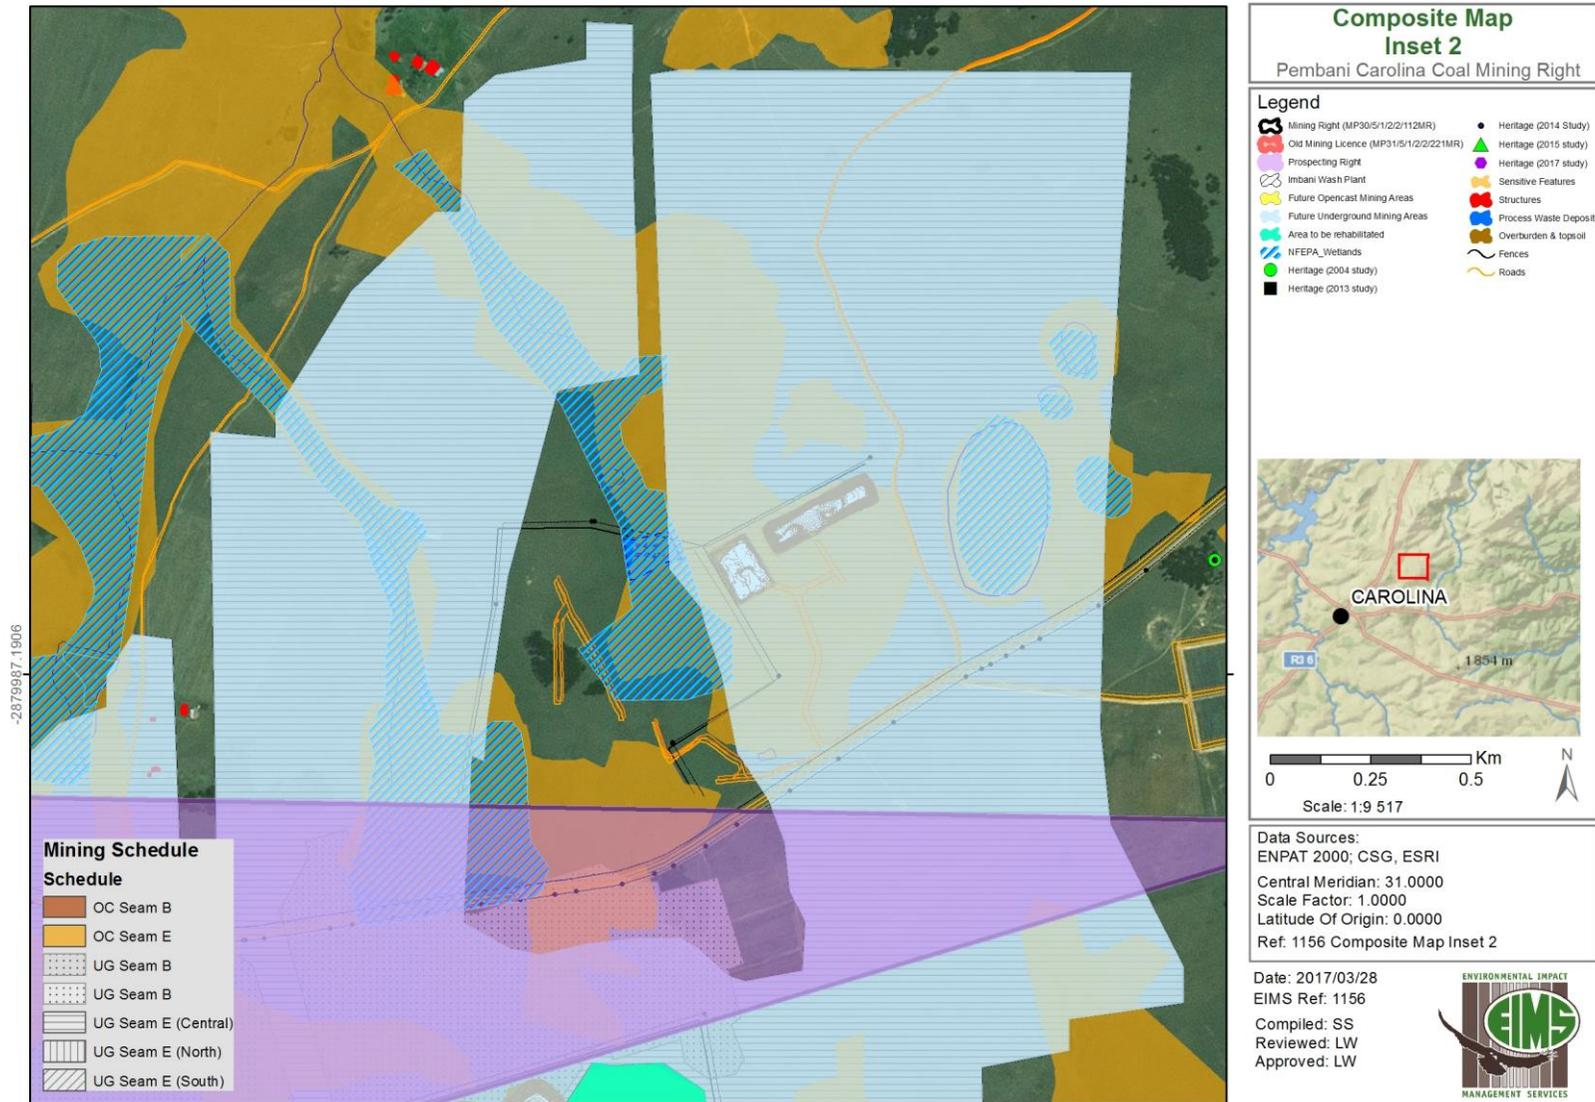 Composite Map
Inset 2
Pembani Carolina Coal Mining Right
Legend
Mining Right (MP30/5/1/2/2/112MR)
Old Mining Licence (MP31/5/1/2/2/221MR)
Prospecting Right
Imbani Wash Plant
Future Opencast Mining Areas
Future Underground Mining Areas
Area to be rehabilitated
NFEPA_Wetlands
Heritage (2004 study)
Heritage (2013 study)
Heritage (2014 Study)
Heritage (2015 study)
Heritage (2017 study)
Sensitive Features
Structures
Process Waste Deposit
Overburden & topsoil
Fences
Roads
-2879987.1906
CAROLINA
R36
1854 m
Km
0 0.25 0.5
N
Scale: 1:9 517
Mining Schedule
Schedule
OC Seam B
OC Seam E
UG Seam B
UG Seam B
UG Seam E (Central)
UG Seam E (North)
UG Seam E (South)
Data Sources:
ENPAT 2000; CSG, ESRI
Central Meridian: 31.0000
Scale Factor: 1.0000
Latitude Of Origin: 0.0000
Ref: 1156 Composite Map Inset 2
Date: 2017/03/28
EIMS Ref: 1156
Compiled: SS
Reviewed: LW
Approved: LW
ENVIRONMENTAL IMPACT
EIMS
MANAGEMENT SERVICES